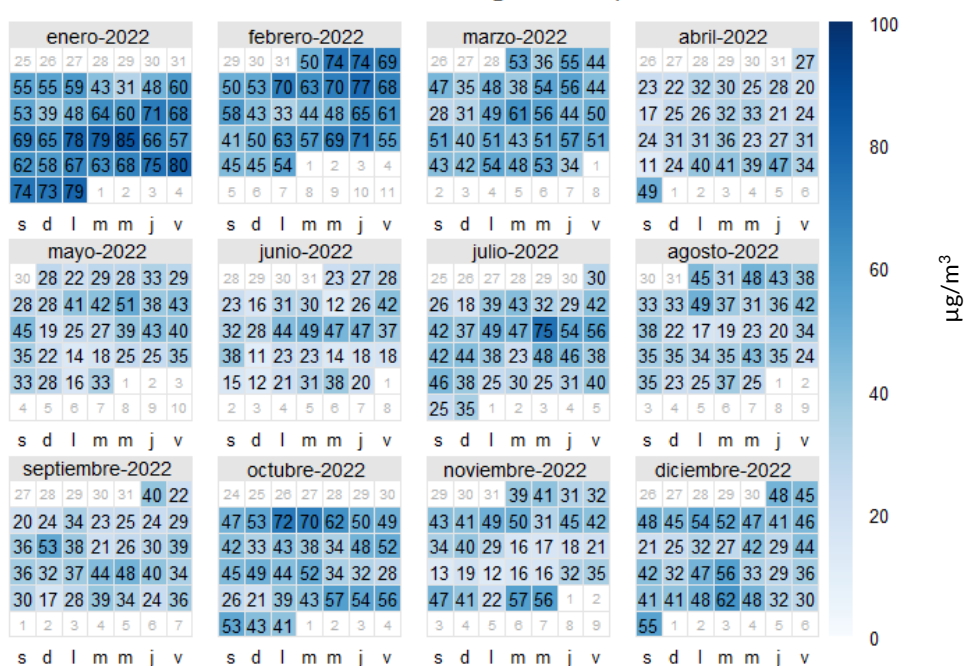 enero-2022
25 26 27 28 29 30 31
55 55 59 43 31 48 60
53 39 48 64 60 71 68
69 65 78 79 85 66 57
62 58 67 63 68 75 80
74 73 79 1 2 3 4
s d l m m j v
febrero-2022
29 30 31 50 74 74 69
50 53 70 63 70 77 68
58 43 33 44 48 65 61
41 50 63 57 69 71 55
45 45 54 1 2 3 4
5 6 7 8 9 10 11
s d l m m j v
marzo-2022
26 27 28 53 36 55 44
47 35 48 38 54 56 44
28 31 49 61 56 44 50
51 40 51 43 51 57 51
43 42 54 48 53 34 1
2 3 4 5 6 7 8
s d l m m j v
abril-2022
26 27 28 29 30 31 27
23 22 32 30 25 28 20
17 25 26 32 33 21 24
24 31 31 36 23 27 31
11 24 40 41 39 47 34
49 1 2 3 4 5 6
s d l m m j v
mayo-2022
30 28 22 29 28 33 29
28 28 41 42 51 38 43
45 19 25 27 39 43 40
35 22 14 18 25 25 35
33 28 16 33 1 2 3
4 5 6 7 8 9 10
s d l m m j v
junio-2022
28 29 30 31 23 27 28
23 16 31 30 12 26 42
32 28 44 49 47 47 37
38 11 23 23 14 18 18
15 12 21 31 38 20 1
2 3 4 5 6 7 8
s d l m m j v
julio-2022
25 26 27 28 29 30 30
26 18 39 43 32 29 42
42 37 49 47 75 54 56
42 44 38 23 48 46 38
46 38 25 30 25 31 40
25 35 1 2 3 4 5
s d l m m j v
agosto-2022
30 31 45 31 48 43 38
33 33 49 37 31 36 42
38 22 17 19 23 20 34
35 35 34 35 43 35 24
35 23 25 37 25 1 2
3 4 5 6 7 8 9
s d l m m j v
septiembre-2022
27 28 29 30 31 40 22
20 24 34 23 25 24 29
36 53 38 21 26 30 39
36 32 37 44 48 40 34
30 17 28 39 34 24 36
1 2 3 4 5 6 7
s d l m m j v
octubre-2022
24 25 26 27 28 29 30
47 53 72 70 62 50 49
42 33 43 38 34 48 52
45 49 44 52 34 32 28
26 21 39 43 57 54 56
53 43 41 1 2 3 4
s d l m m j v
noviembre-2022
29 30 31 39 41 31 32
43 41 49 50 31 45 42
34 40 29 16 17 18 21
13 19 12 16 16 32 35
47 41 22 57 56 1 2
3 4 5 6 7 8 9
s d l m m j v
diciembre-2022
26 27 28 29 30 48 45
48 45 54 52 47 41 46
21 25 32 27 42 29 44
42 32 47 56 33 29 36
41 41 48 62 48 32 30
55 1 2 3 4 5 6
s d l m m j v
100
80
60
40
20
0
µg/m³